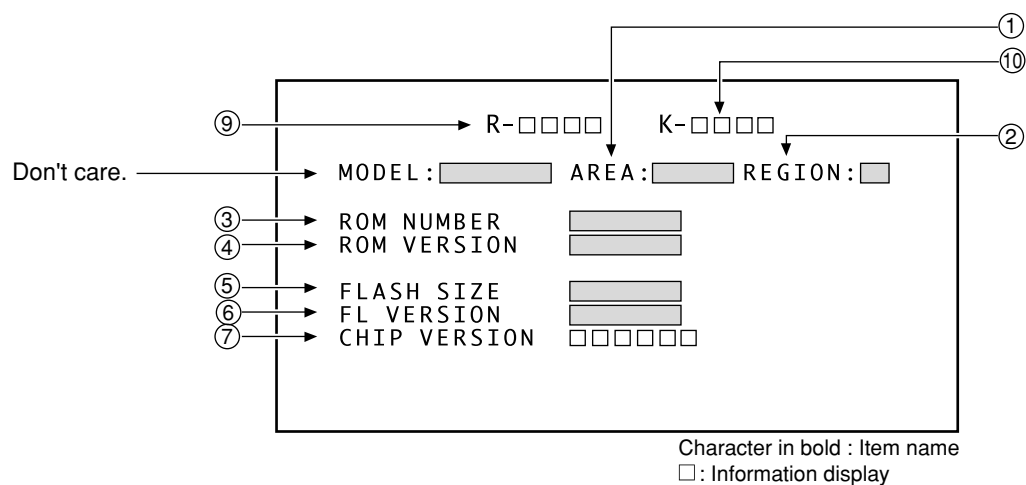 ①
⑩
⑨ R-□□□□ K-□□□□
②
Don't care. MODEL: AREA: REGION:
③ ROM NUMBER
④ ROM VERSION
⑤ FLASH SIZE
⑥ FL VERSION
⑦ CHIP VERSION □□□□□□
Character in bold : Item name
□ : Information display